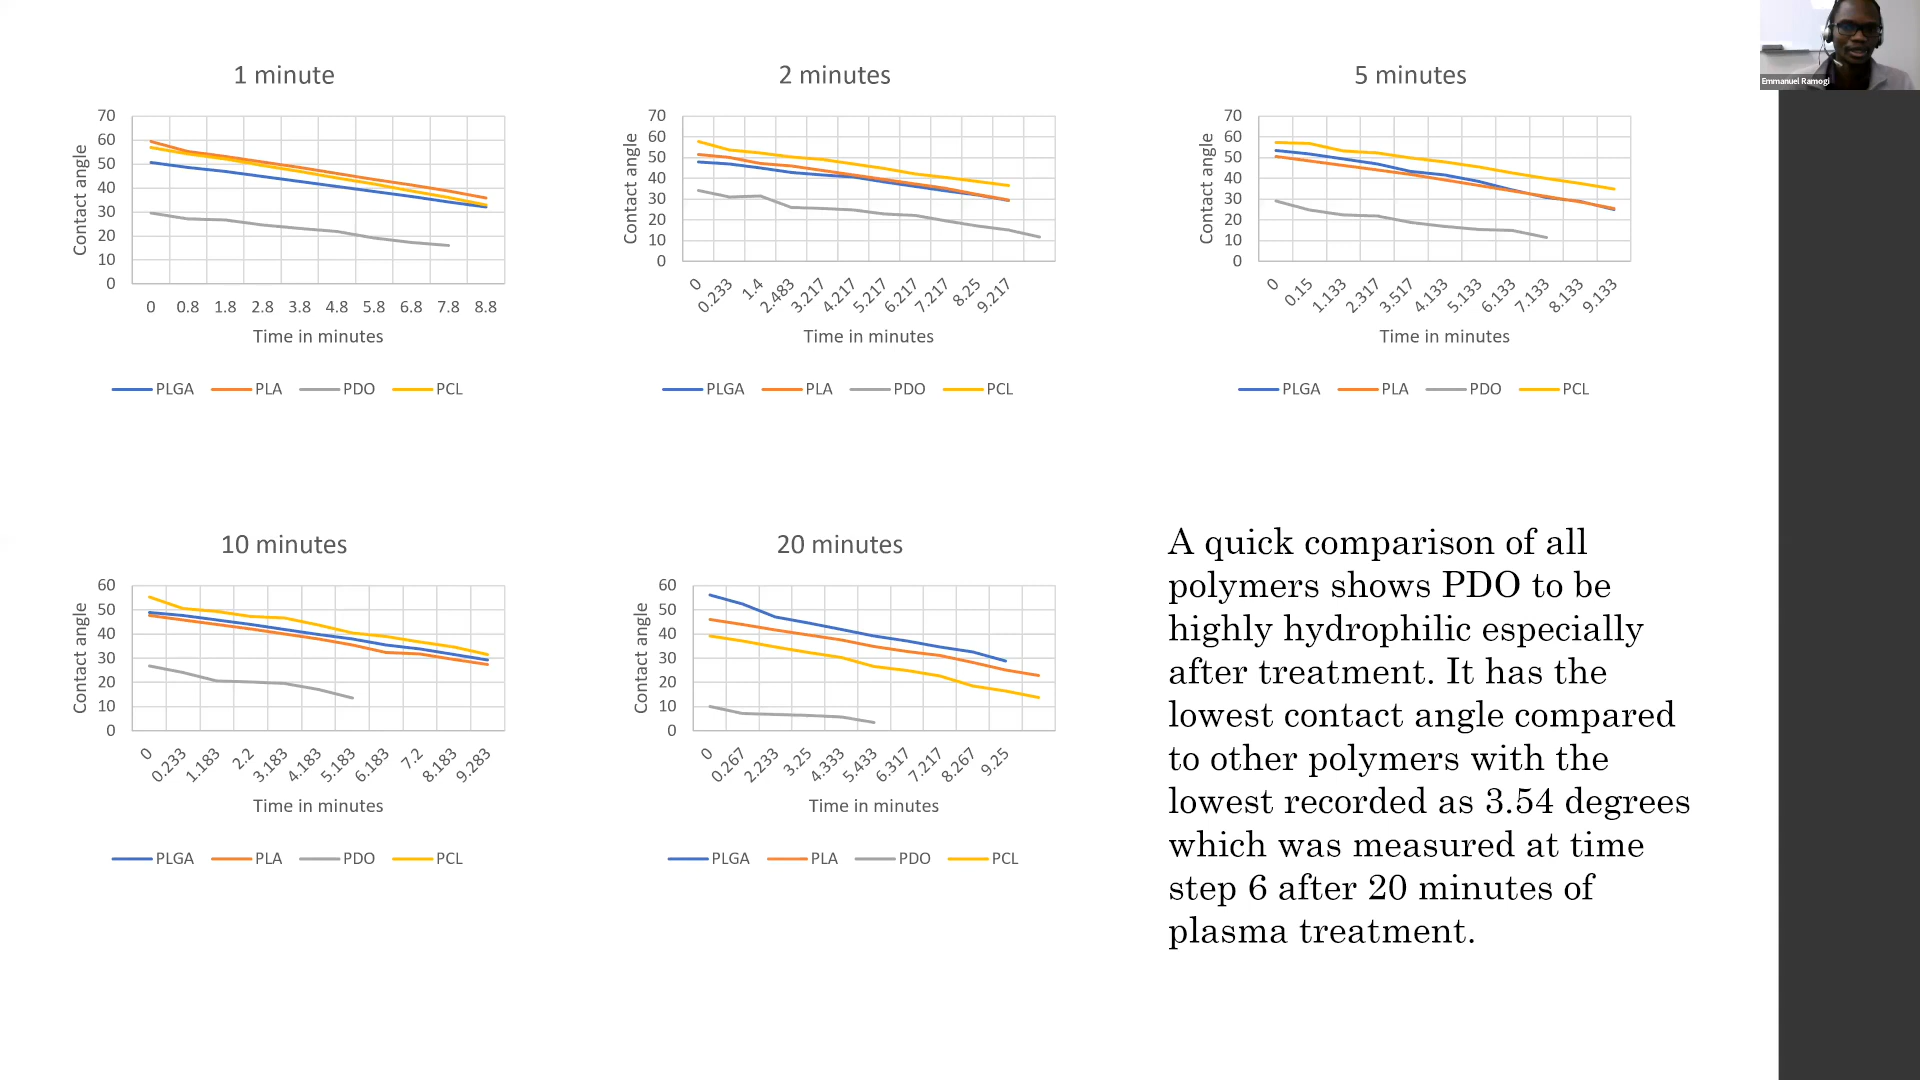 Emmanuel Ramogi
1 minute
Contact angle
70
60
50
40
30
20
10
0
0 0.8 1.8 2.8 3.8 4.8 5.8 6.8 7.8 8.8
Time in minutes
PLGA PLA PDO PCL
2 minutes
Contact angle
70
60
50
40
30
20
10
0
0 0.233 1.4 2.483 3.217 4.217 5.217 6.217 7.217 8.25 9.217
Time in minutes
PLGA PLA PDO PCL
5 minutes
Contact angle
70
60
50
40
30
20
10
0
0 0.15 1.133 2.317 3.517 4.133 5.133 6.133 7.133 8.133 9.133
Time in minutes
PLGA PLA PDO PCL
10 minutes
Contact angle
60
50
40
30
20
10
0
0 0.233 1.183 2.2 3.183 4.183 5.183 6.183 7.2 8.183 9.283
Time in minutes
PLGA PLA PDO PCL
20 minutes
Contact angle
60
50
40
30
20
10
0
0 0.267 2.233 3.25 4.333 5.433 6.317 7.217 8.267 9.25
Time in minutes
PLGA PLA PDO PCL
A quick comparison of all
polymers shows PDO to be
highly hydrophilic especially
after treatment. It has the
lowest contact angle compared
to other polymers with the
lowest recorded as 3.54 degrees
which was measured at time
step 6 after 20 minutes of
plasma treatment.